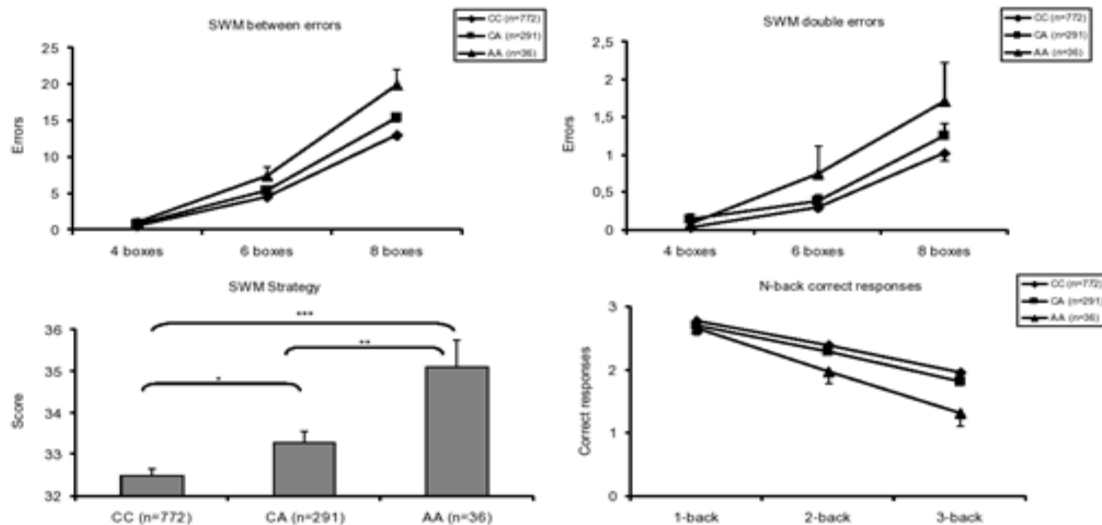 SWM between errors
CC (n=772)
CA (n=291)
AA (n=36)
25
20
15
10
5
0
Errors
4 boxes 6 boxes 8 boxes
SWM double errors
CC (n=772)
CA (n=291)
AA (n=36)
2,5
2
1,5
1
0,5
0
Errors
4 boxes 6 boxes 8 boxes
SWM Strategy
36
35
34
33
32
Score
***
**
*
CC (n=772) CA (n=291) AA (n=36)
N-back correct responses
CC (n=772)
CA (n=291)
AA (n=36)
3
2
1
0
Correct responses
1-back 2-back 3-back